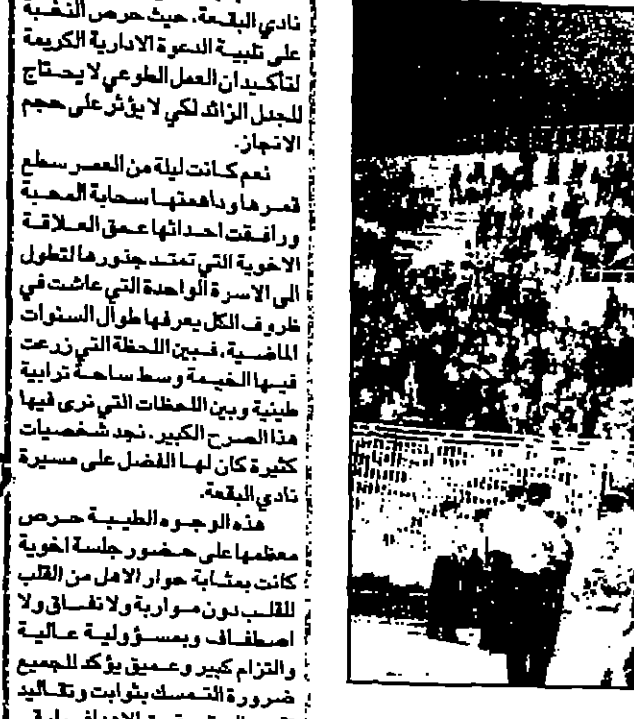 نادي البقعة، حيث حرص النخبة
على تلبية الدعوة الادارية الكريمة
لتأكيد ان العمل الطوعي لا يحتاج
للجدل الزائد لكي لا يؤثر على حجم
الانجاز.
نعم كانت ليلة من العمر سطع
قمرها وداهمتها سحابة المحبة
ورافقت احداثها عمق العلاقة
الاخوية التي تمتد جذورها لتطول
الى الاسرة الواحدة التي عاشت في
ظروف الكل يعرفها طوال السنوات
الماضية، فبين اللحظة التي زرعت
فيها الخيمة وسط ساحة ترابية
طينية وبين اللحظات التي نرى فيها
هذا الصرح الكبير. نجد شخصيات
كثيرة كان لها الفضل على مسيرة
نادي البقعة.
هذه الوجوه الطيبة حرص
معظمها على حضور جلسة اخوية
كانت بمثابة حوار الاهل من القلب
للقلب دون مواربة ولا نفاق ولا
اصطفاف وبمسؤولية عالية
والتزام كبير وعميق يؤكد للجميع
ضرورة التمسك بثوابت وتقاليد